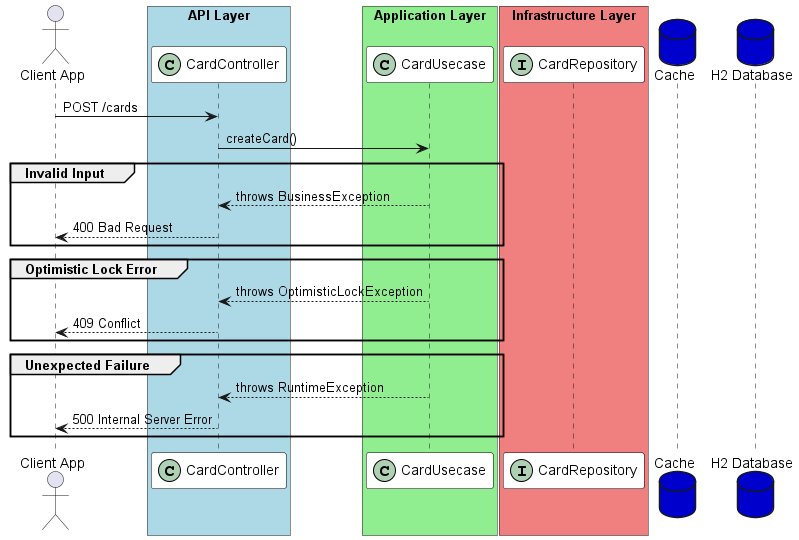 API Layer
Application Layer
Infrastructure Layer
Client App
C CardController
C CardUsecase
I CardRepository
Cache
H2 Database
POST /cards
createCard()
Invalid Input
throws BusinessException
400 Bad Request
Optimistic Lock Error
throws OptimisticLockException
409 Conflict
Unexpected Failure
throws RuntimeException
500 Internal Server Error
Client App
C CardController
C CardUsecase
I CardRepository
Cache
H2 Database